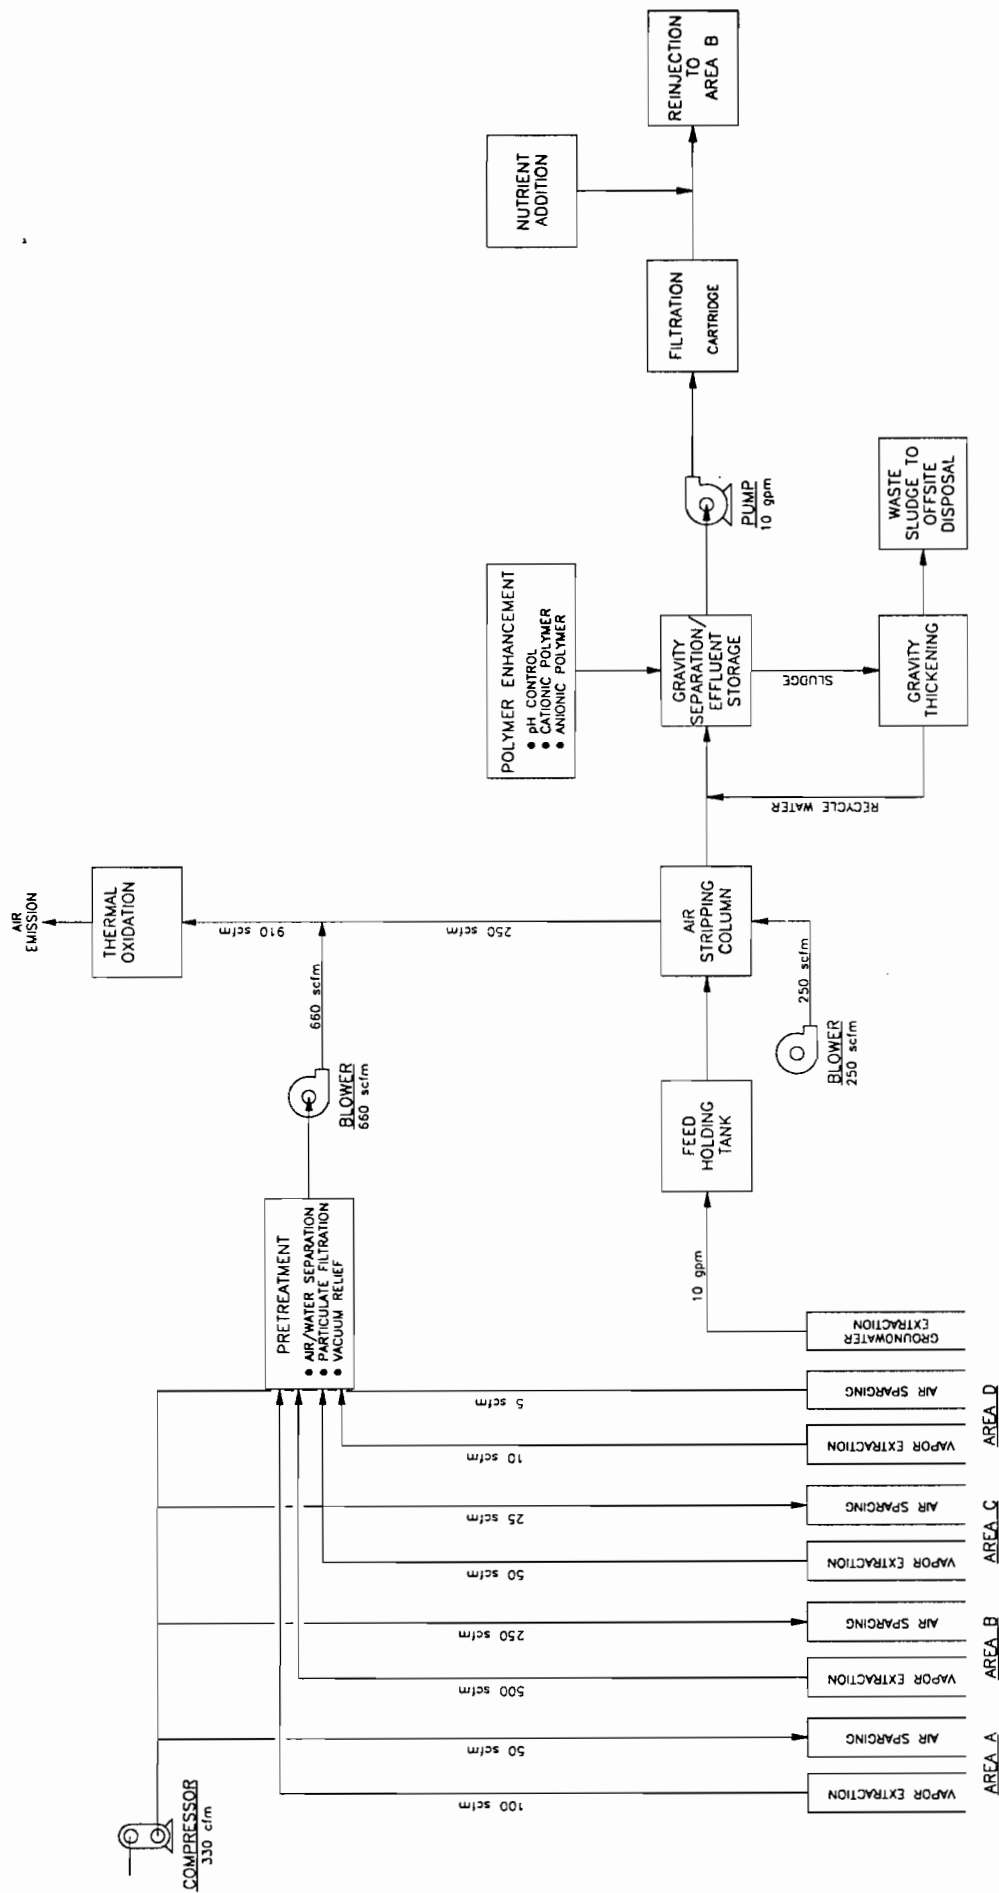 COMPRESSOR
330 cfm
100 scfm
50 scfm
500 scfm
250 scfm
50 scfm
25 scfm
10 scfm
5 scfm
VAPOR EXTRACTION
AIR SPARGING
AREA A
VAPOR EXTRACTION
AIR SPARGING
AREA B
VAPOR EXTRACTION
AIR SPARGING
AREA C
VAPOR EXTRACTION
AIR SPARGING
AREA D
GROUNDWATER
EXTRACTION
PRETREATMENT
• AIR/WATER SEPARATION
• PARTICULATE FILTRATION
• VACUUM RELIEF
BLOWER
660 scfm
660 scfm
AIR
EMISSION
THERMAL
OXIDATION
910 scfm
250 scfm
10 gpm
FEED
HOLDING
TANK
BLOWER
250 scfm
250 scfm
AIR
STRIPPING
COLUMN
RECYCLE WATER
POLYMER ENHANCEMENT
• pH CONTROL
• CATIONIC POLYMER
• ANIONIC POLYMER
GRAVITY
SEPARATION/
EFFLUENT
STORAGE
SLUDGE
GRAVITY
THICKENING
WASTE
SLUDGE TO
OFFSITE
DISPOSAL
PUMP
10 gpm
FILTRATION
CARTRIDGE
NUTRIENT
ADDITION
REINJECTION
TO
AREA B